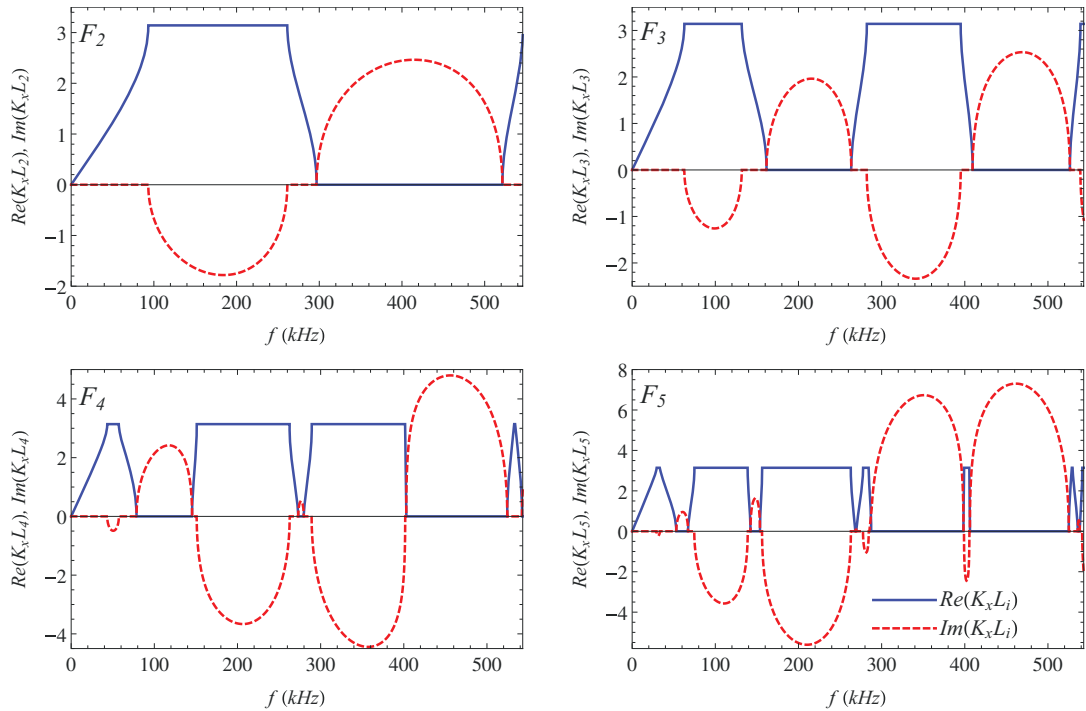 F2
Re(KxL2), Im(KxL2)
3
2
1
0
−1
−2
0 100 200 300 400 500
f (kHz)
F3
Re(KxL3), Im(KxL3)
3
2
1
0
−1
−2
0 100 200 300 400 500
f (kHz)
F4
Re(KxL4), Im(KxL4)
4
2
0
−2
−4
0 100 200 300 400 500
f (kHz)
F5
Re(KxL5), Im(KxL5)
8
6
4
2
0
−2
−4
0 100 200 300 400 500
f (kHz)
Re(KxLi)
Im(KxLi)